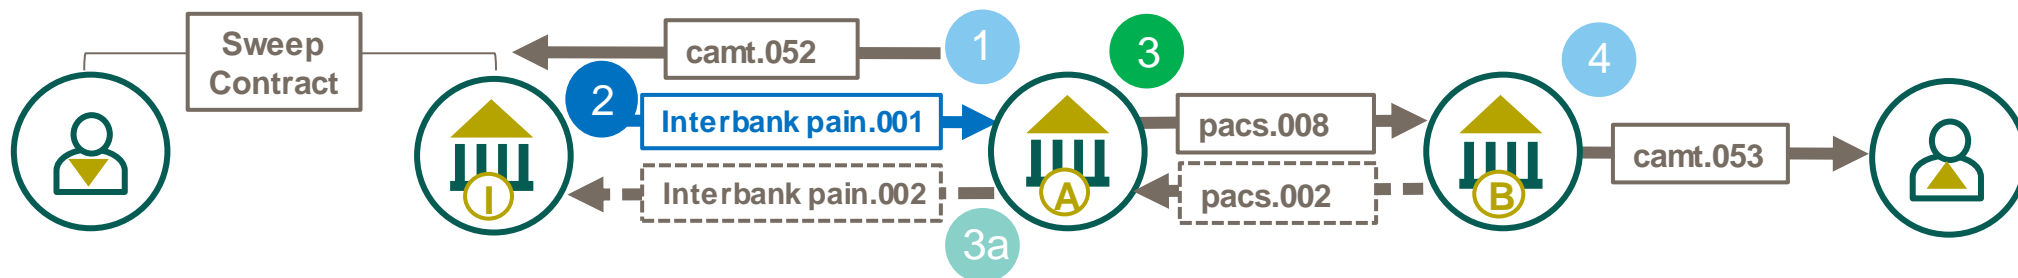 Sweep
Contract
camt.052
1
3
4
2
Interbank pain.001
pacs.008
camt.053
Interbank pain.002
pacs.002
I
A
B
3a